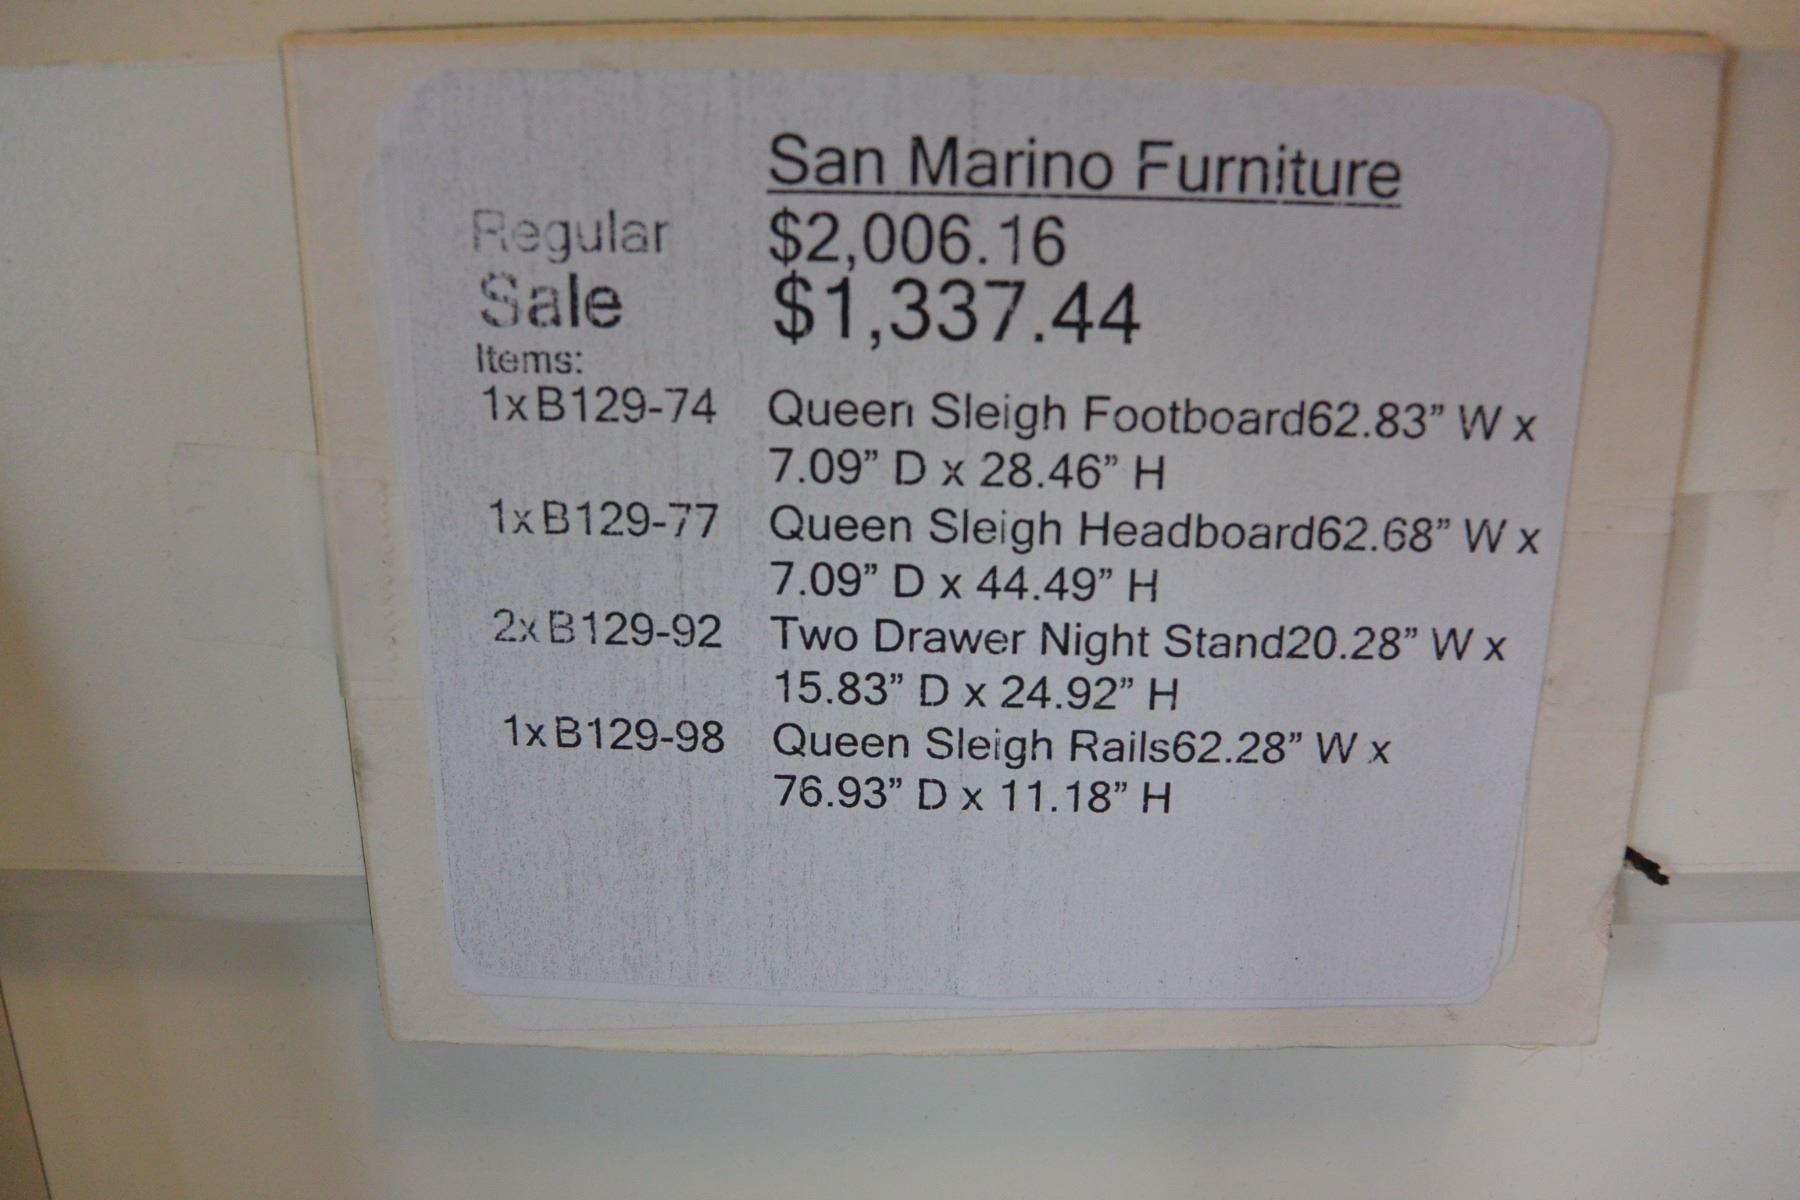 San Marino Furniture
Regular $2,006.16
Sale $1,337.44
Items:
1xB129-74 Queen Sleigh Footboard62.83” W x
7.09” D x 28.46” H
1xB129-77 Queen Sleigh Headboard62.68” W x
7.09” D x 44.49” H
2xB129-92 Two Drawer Night Stand20.28” W x
15.83” D x 24.92” H
1xB129-98 Queen Sleigh Rails62.28” W x
76.93” D x 11.18” H